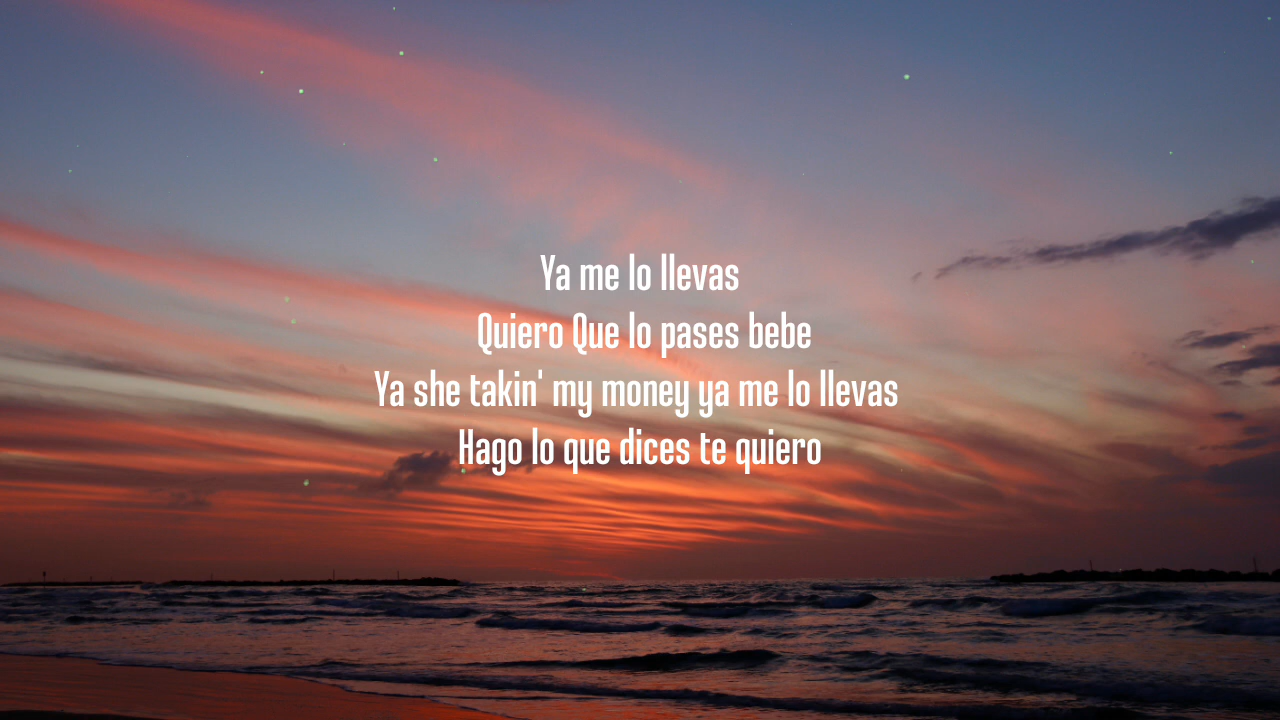 Ya me lo llevas
Quiero Que lo pases bebe
Ya she takin' my money ya me lo llevas
Hago lo que dices te quiero